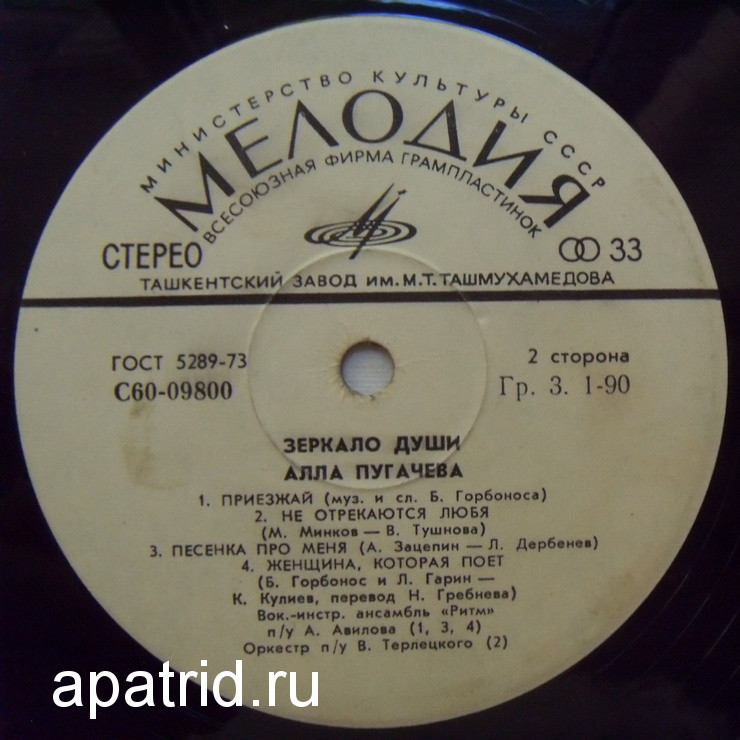 МИНИСТЕРСТВО КУЛЬТУРЫ СССР
МЕЛОДИЯ
ВСЕСОЮЗНАЯ ФИРМА ГРАМПЛАСТИНОК
СТЕРЕО
33
ТАШКЕНТСКИЙ ЗАВОД ИМ. М.Т. ТАШМУХАМЕДОВА
ГОСТ 5289-73
2 сторона
С60-09800
Гр. 3. 1-90
ЗЕРКАЛО ДУШИ
АЛЛА ПУГАЧЕВА
1. ПРИЕЗЖАЙ (муз. и сл. Б. Горбоноса)
2. НЕ ОТРЕКАЮТСЯ ЛЮБЯ
(М. Минков — В. Тушнова)
3. ПЕСЕНКА ПРО МЕНЯ (А. Зацепин — Л. Дербенев)
4. ЖЕНЩИНА, КОТОРАЯ ПОЕТ
(Б. Горбонос и Л. Гарин —
К. Кулиев, перевод Н. Гребнева)
Вок.-инстр. ансамбль «Ритм»
п/у А. Авилова (1, 3, 4)
Оркестр п/у В. Терлецкого (2)
apatrid.ru